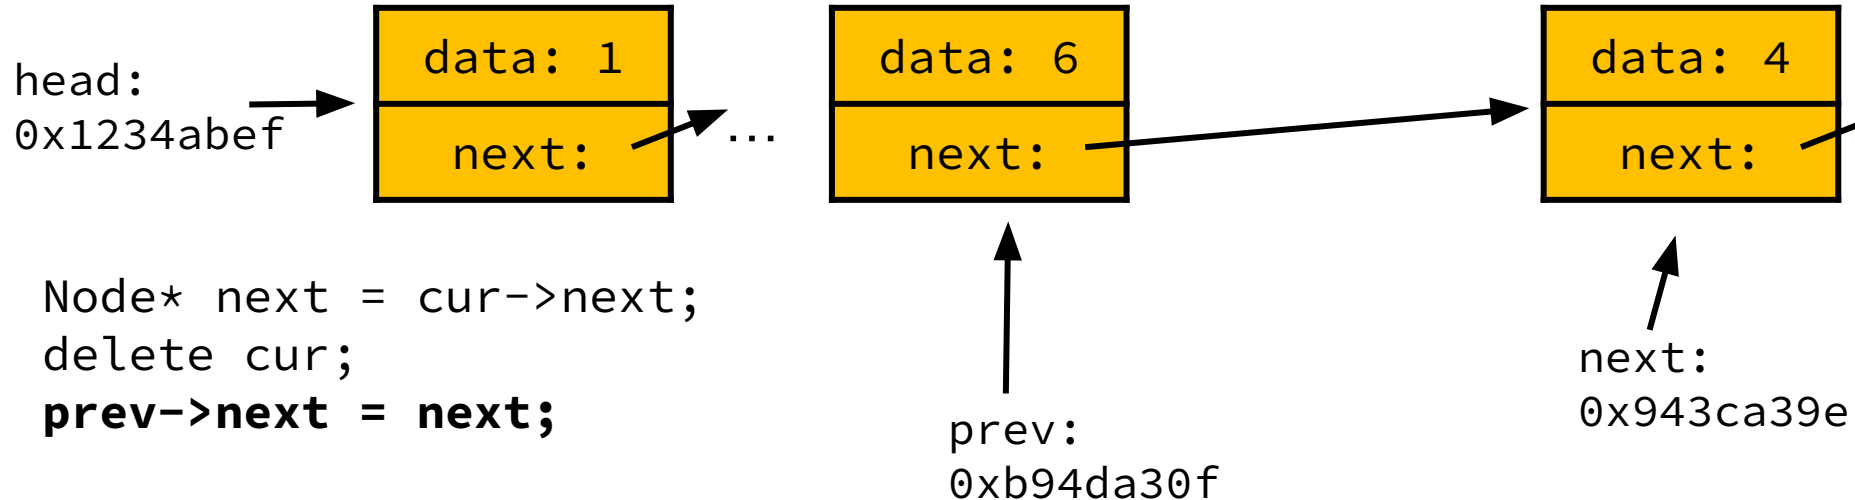 head:
0x1234abef
data: 1
next:
...
data: 6
next:
data: 4
next:
Node* next = cur->next;
delete cur;
prev->next = next;
prev:
0xb94da30f
next:
0x943ca39e